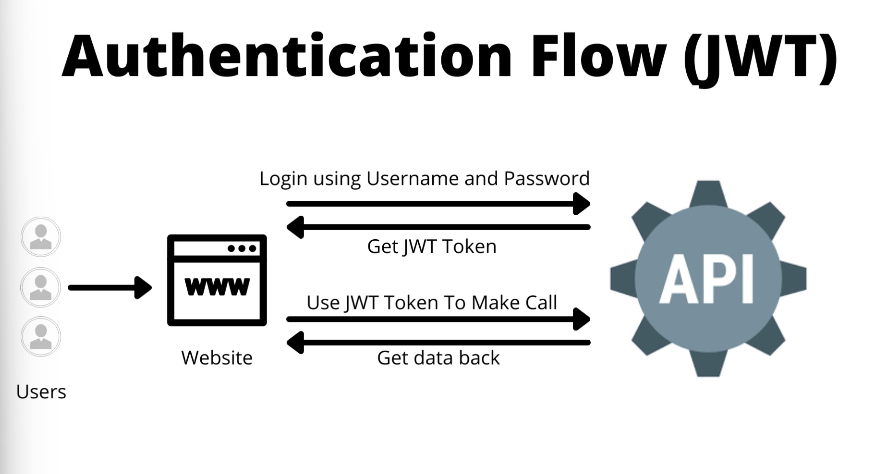 Authentication Flow (JWT)
Login using Username and Password
Get JWT Token
Use JWT Token To Make Call
Get data back
www
Website
Users
API